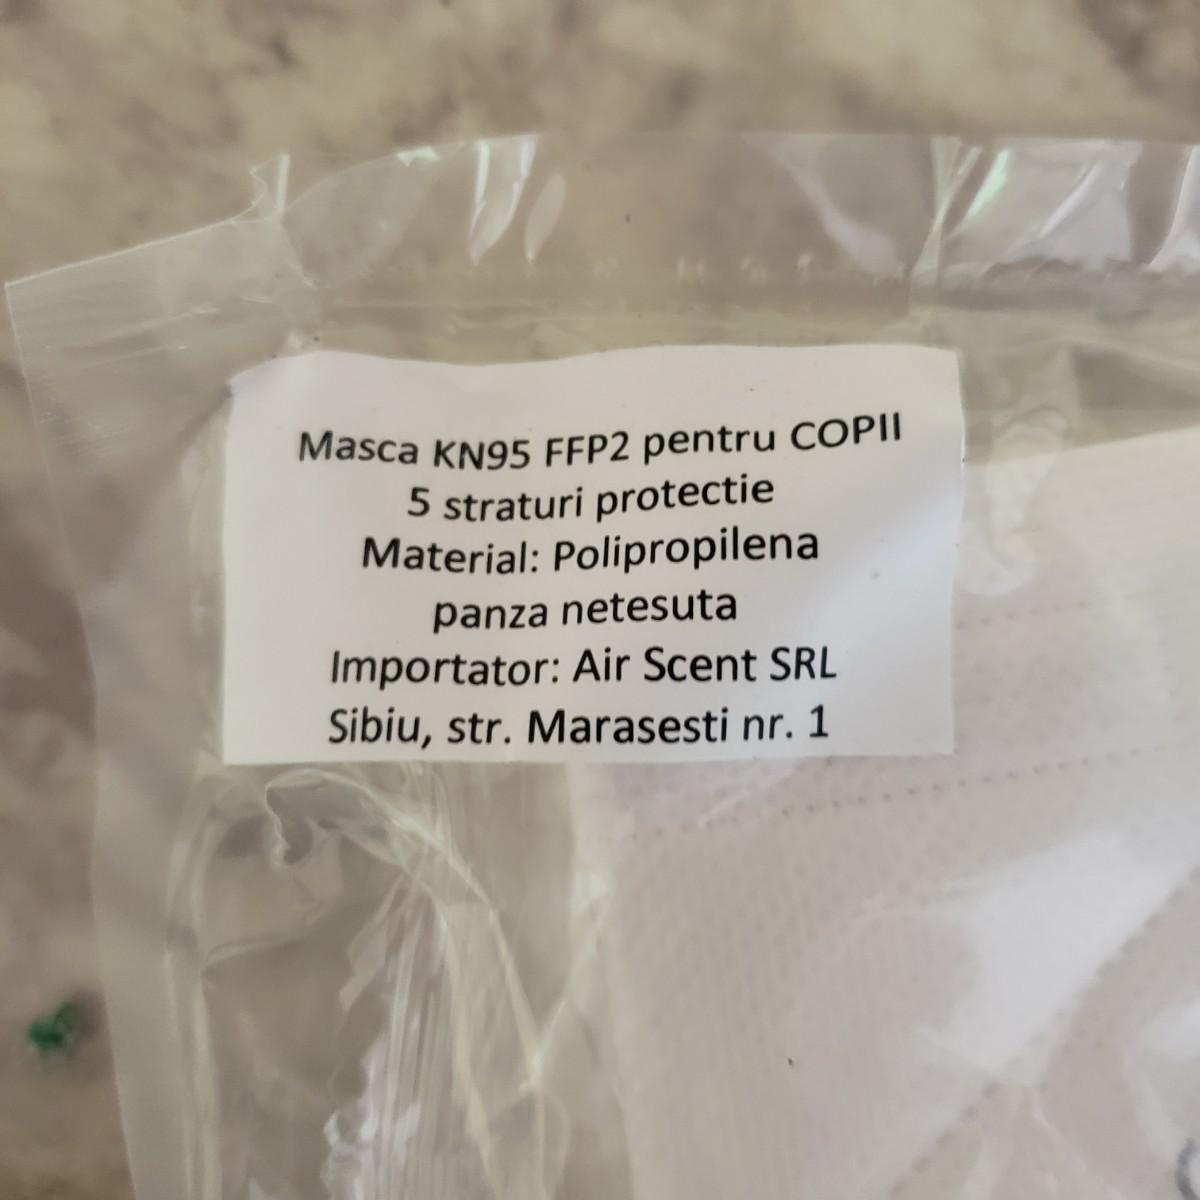 Masca KN95 FFP2 pentru COPII
5 straturi protectie
Material: Polipropilena
panza netesuta
Importator: Air Scent SRL
Sibiu, str. Marasesti nr. 1